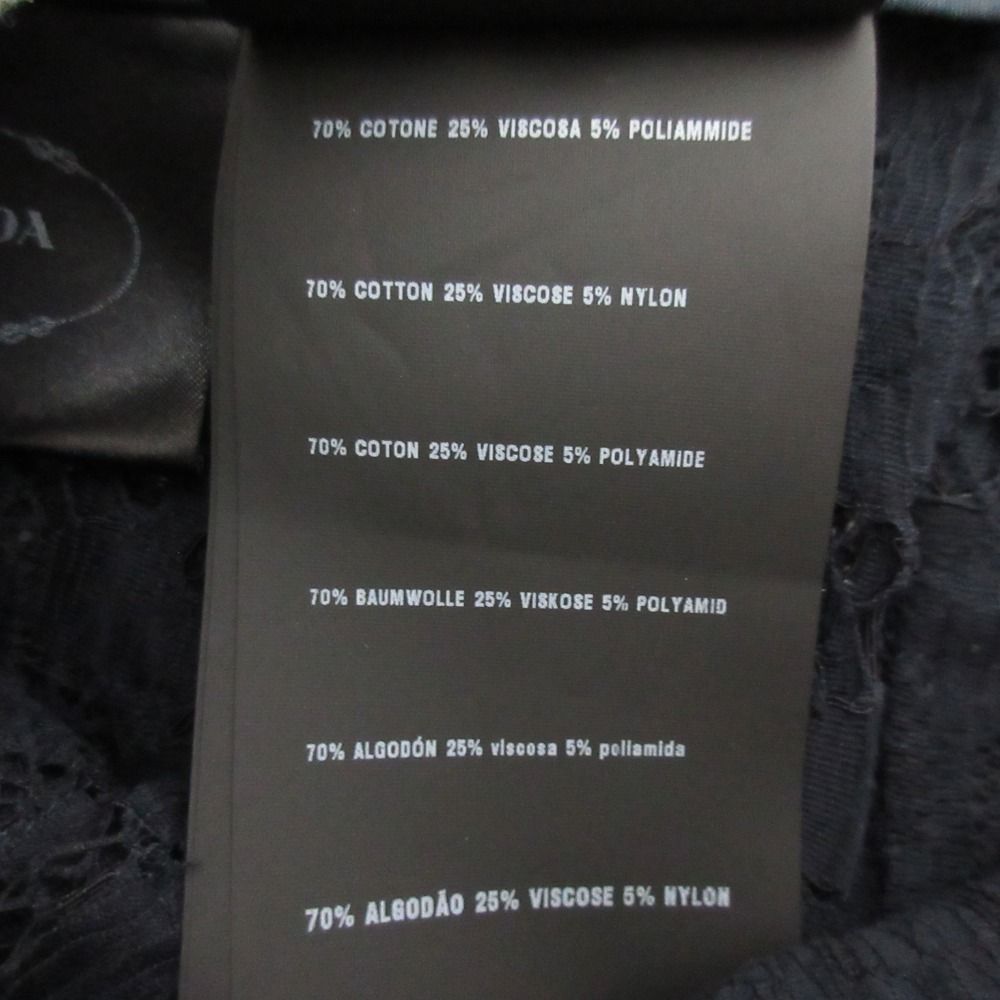 70% COTONE 25% VISCOSA 5% POLIAMMIDE
70% COTTON 25% VISCOSE 5% NYLON
70% COTON 25% VISCOSE 5% POLYAMIDE
70% BAUMWOLLE 25% VISKOSE 5% POLYAMID
70% ALGODÓN 25% viscosa 5% poliamida
70% ALGODÃO 25% VISCOSE 5% NYLON